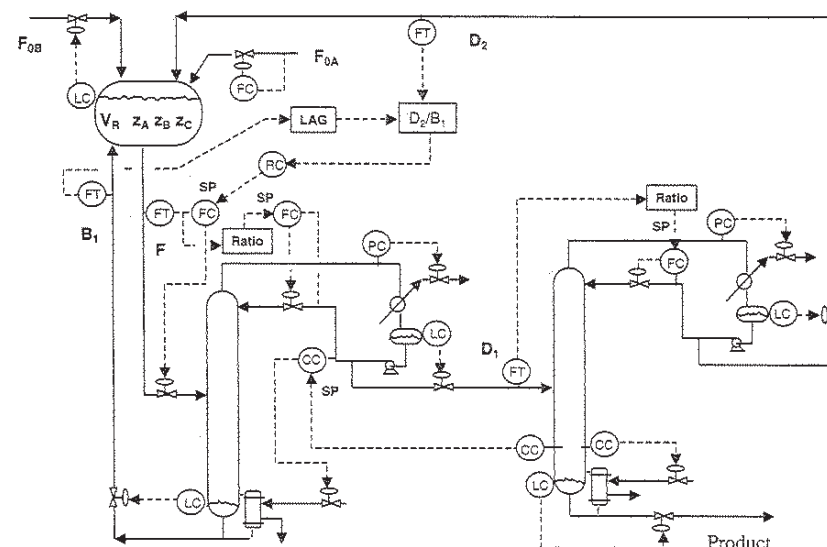 F0B
FT
D2
F0A
LC
FC
VR zA zB zC
LAG
D2/B1
RC
SP
FT
FT
FC
SP
FC
Ratio
B1
F
PC
LC
CC
SP
D1
FT
Ratio
SP
PC
FC
LC
CC
CC
LC
LC
Product